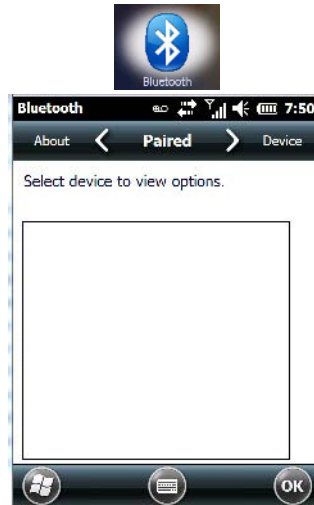 Bluetooth
Bluetooth 7:50
About Paired Device
Select device to view options.
OK